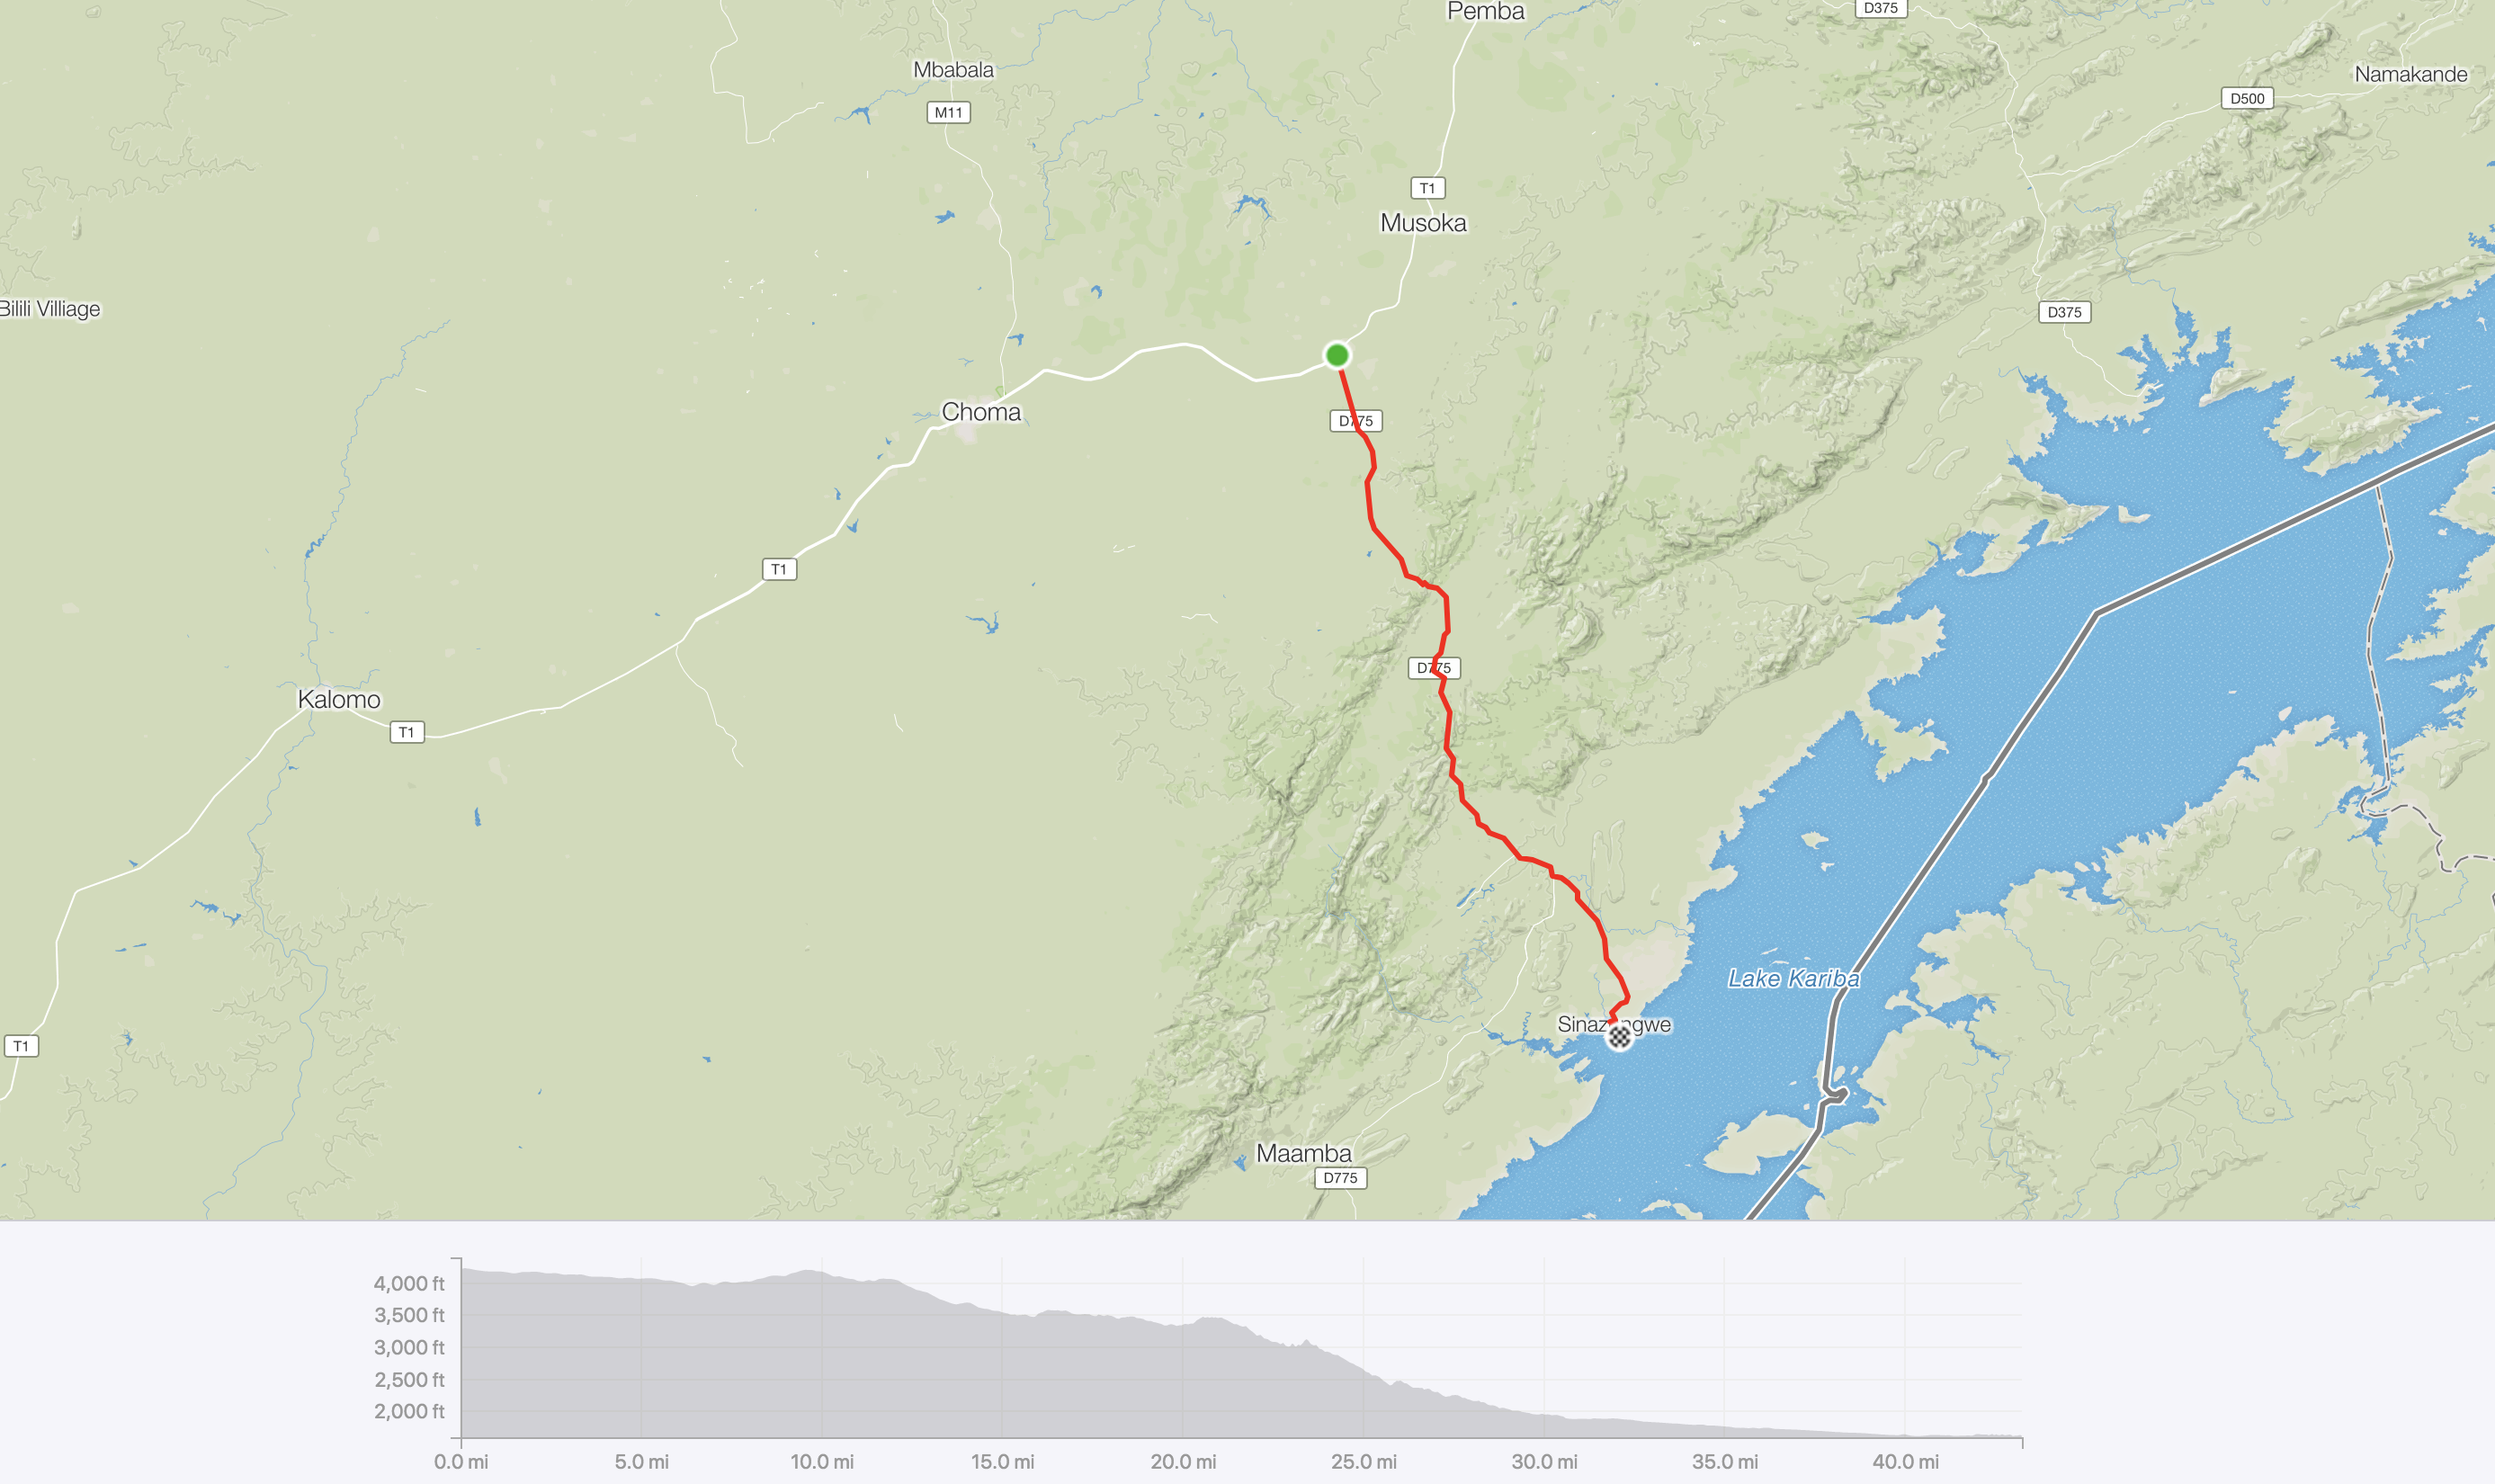 Pemba
D375
Mbabala
Namakande
D500
M11
T1
Musoka
Bilili Villiage
D375
Choma
D775
T1
D775
Kalomo
T1
Lake Kariba
T1
Maamba
D775
4,000 ft
3,500 ft
3,000 ft
2,500 ft
2,000 ft
0.0 mi
5.0 mi
10.0 mi
15.0 mi
20.0 mi
25.0 mi
30.0 mi
35.0 mi
40.0 mi